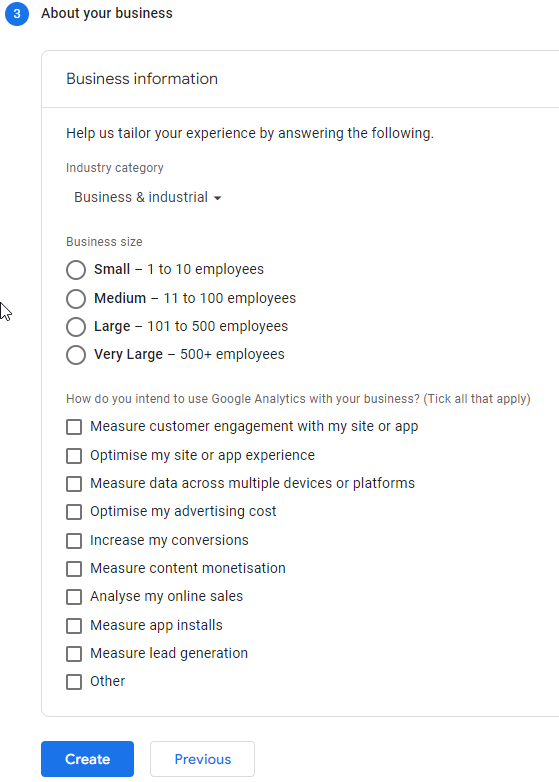 3 About your business
Business information
Help us tailor your experience by answering the following.
Industry category
Business & industrial
Business size
Small – 1 to 10 employees
Medium – 11 to 100 employees
Large – 101 to 500 employees
Very Large – 500+ employees
How do you intend to use Google Analytics with your business? (Tick all that apply)
Measure customer engagement with my site or app
Optimise my site or app experience
Measure data across multiple devices or platforms
Optimise my advertising cost
Increase my conversions
Measure content monetisation
Analyse my online sales
Measure app installs
Measure lead generation
Other
Create Previous